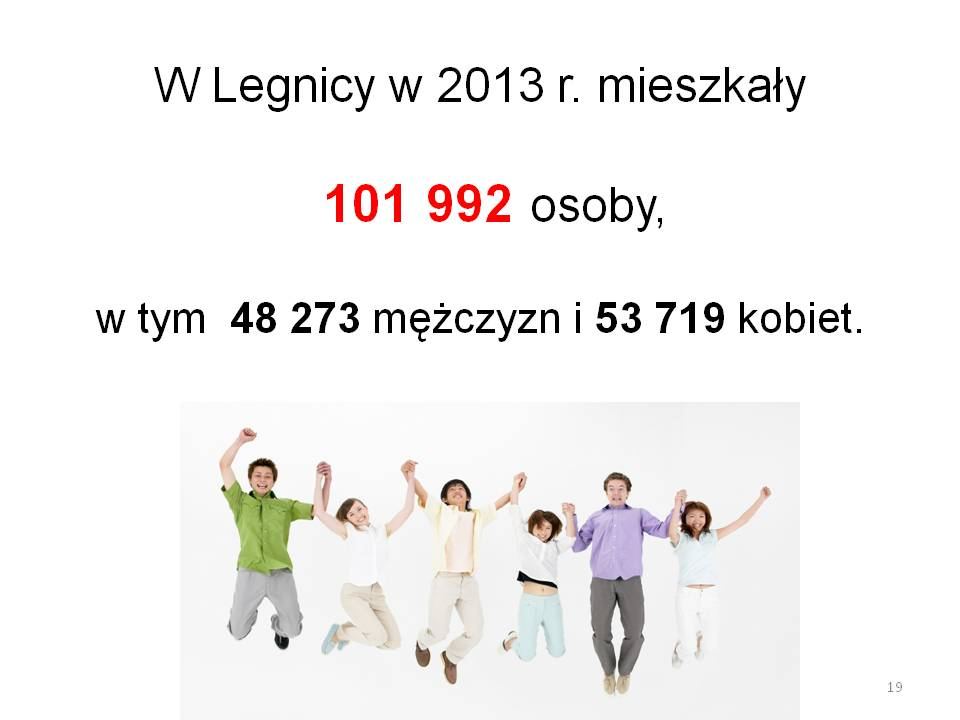 W Legnicy w 2013 r. mieszkały
101 992 osoby,
w tym 48 273 mężczyzn i 53 719 kobiet.
19